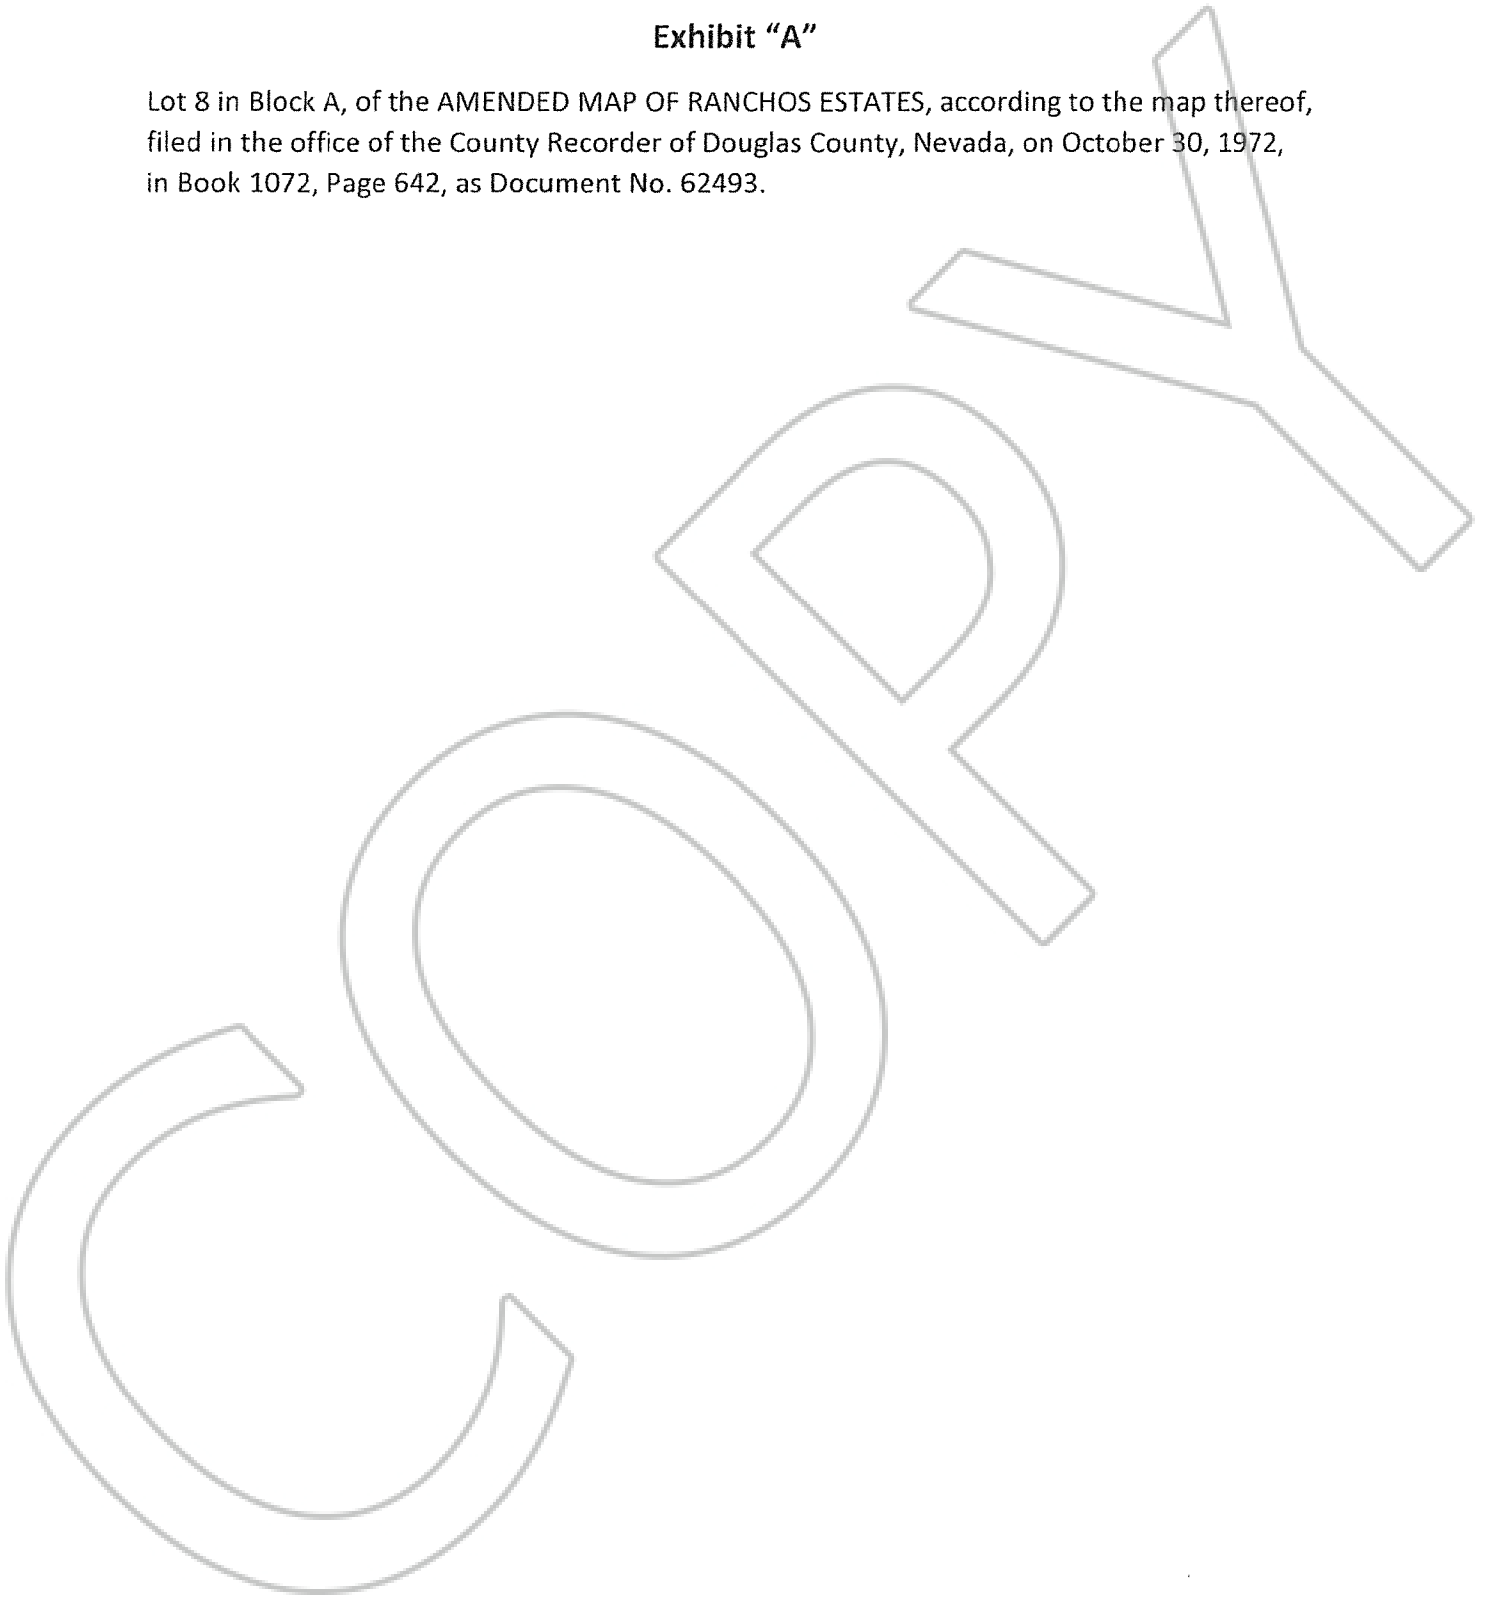 Exhibit “A”
Lot 8 in Block A, of the AMENDED MAP OF RANCHOS ESTATES, according to the map thereof,
filed in the office of the County Recorder of Douglas County, Nevada, on October 30, 1972,
in Book 1072, Page 642, as Document No. 62493.
COPY